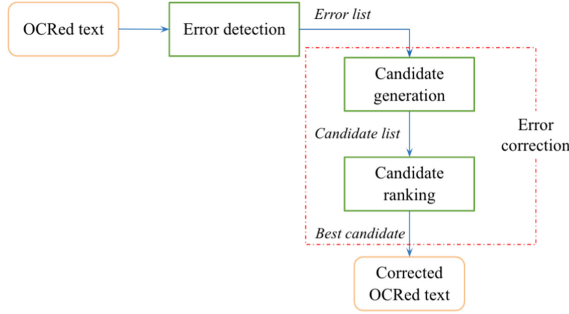 OCRed text
Error detection
Error list
Candidate
generation
Candidate list
Error
correction
Candidate
ranking
Best candidate
Corrected
OCRed text